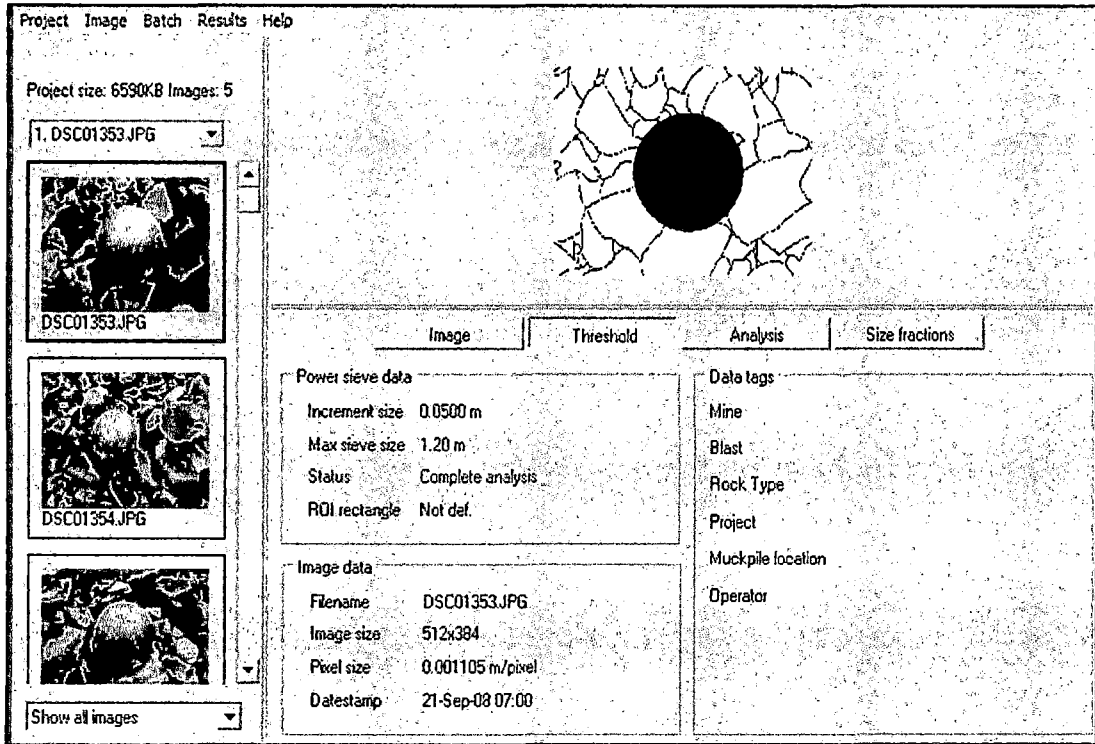 Project Image Batch Results Help
Project size: 6590KB Images: 5
1. DSC01353.JPG
DSC01353.JPG
DSC01354.JPG
Show all images
Image Threshold Analysis Size fractions
Power sieve data
Increment size 0.0500 m
Max sieve size 1.20 m
Status Complete analysis
ROI rectangle Not def.
Image data
Filename DSC01353.JPG
Image size 512x384
Pixel size 0.001105 m/pixel
Datestamp 21-Sep-08 07:00
Data tags
Mine
Blast
Rock Type
Project
Muckpile location
Operator